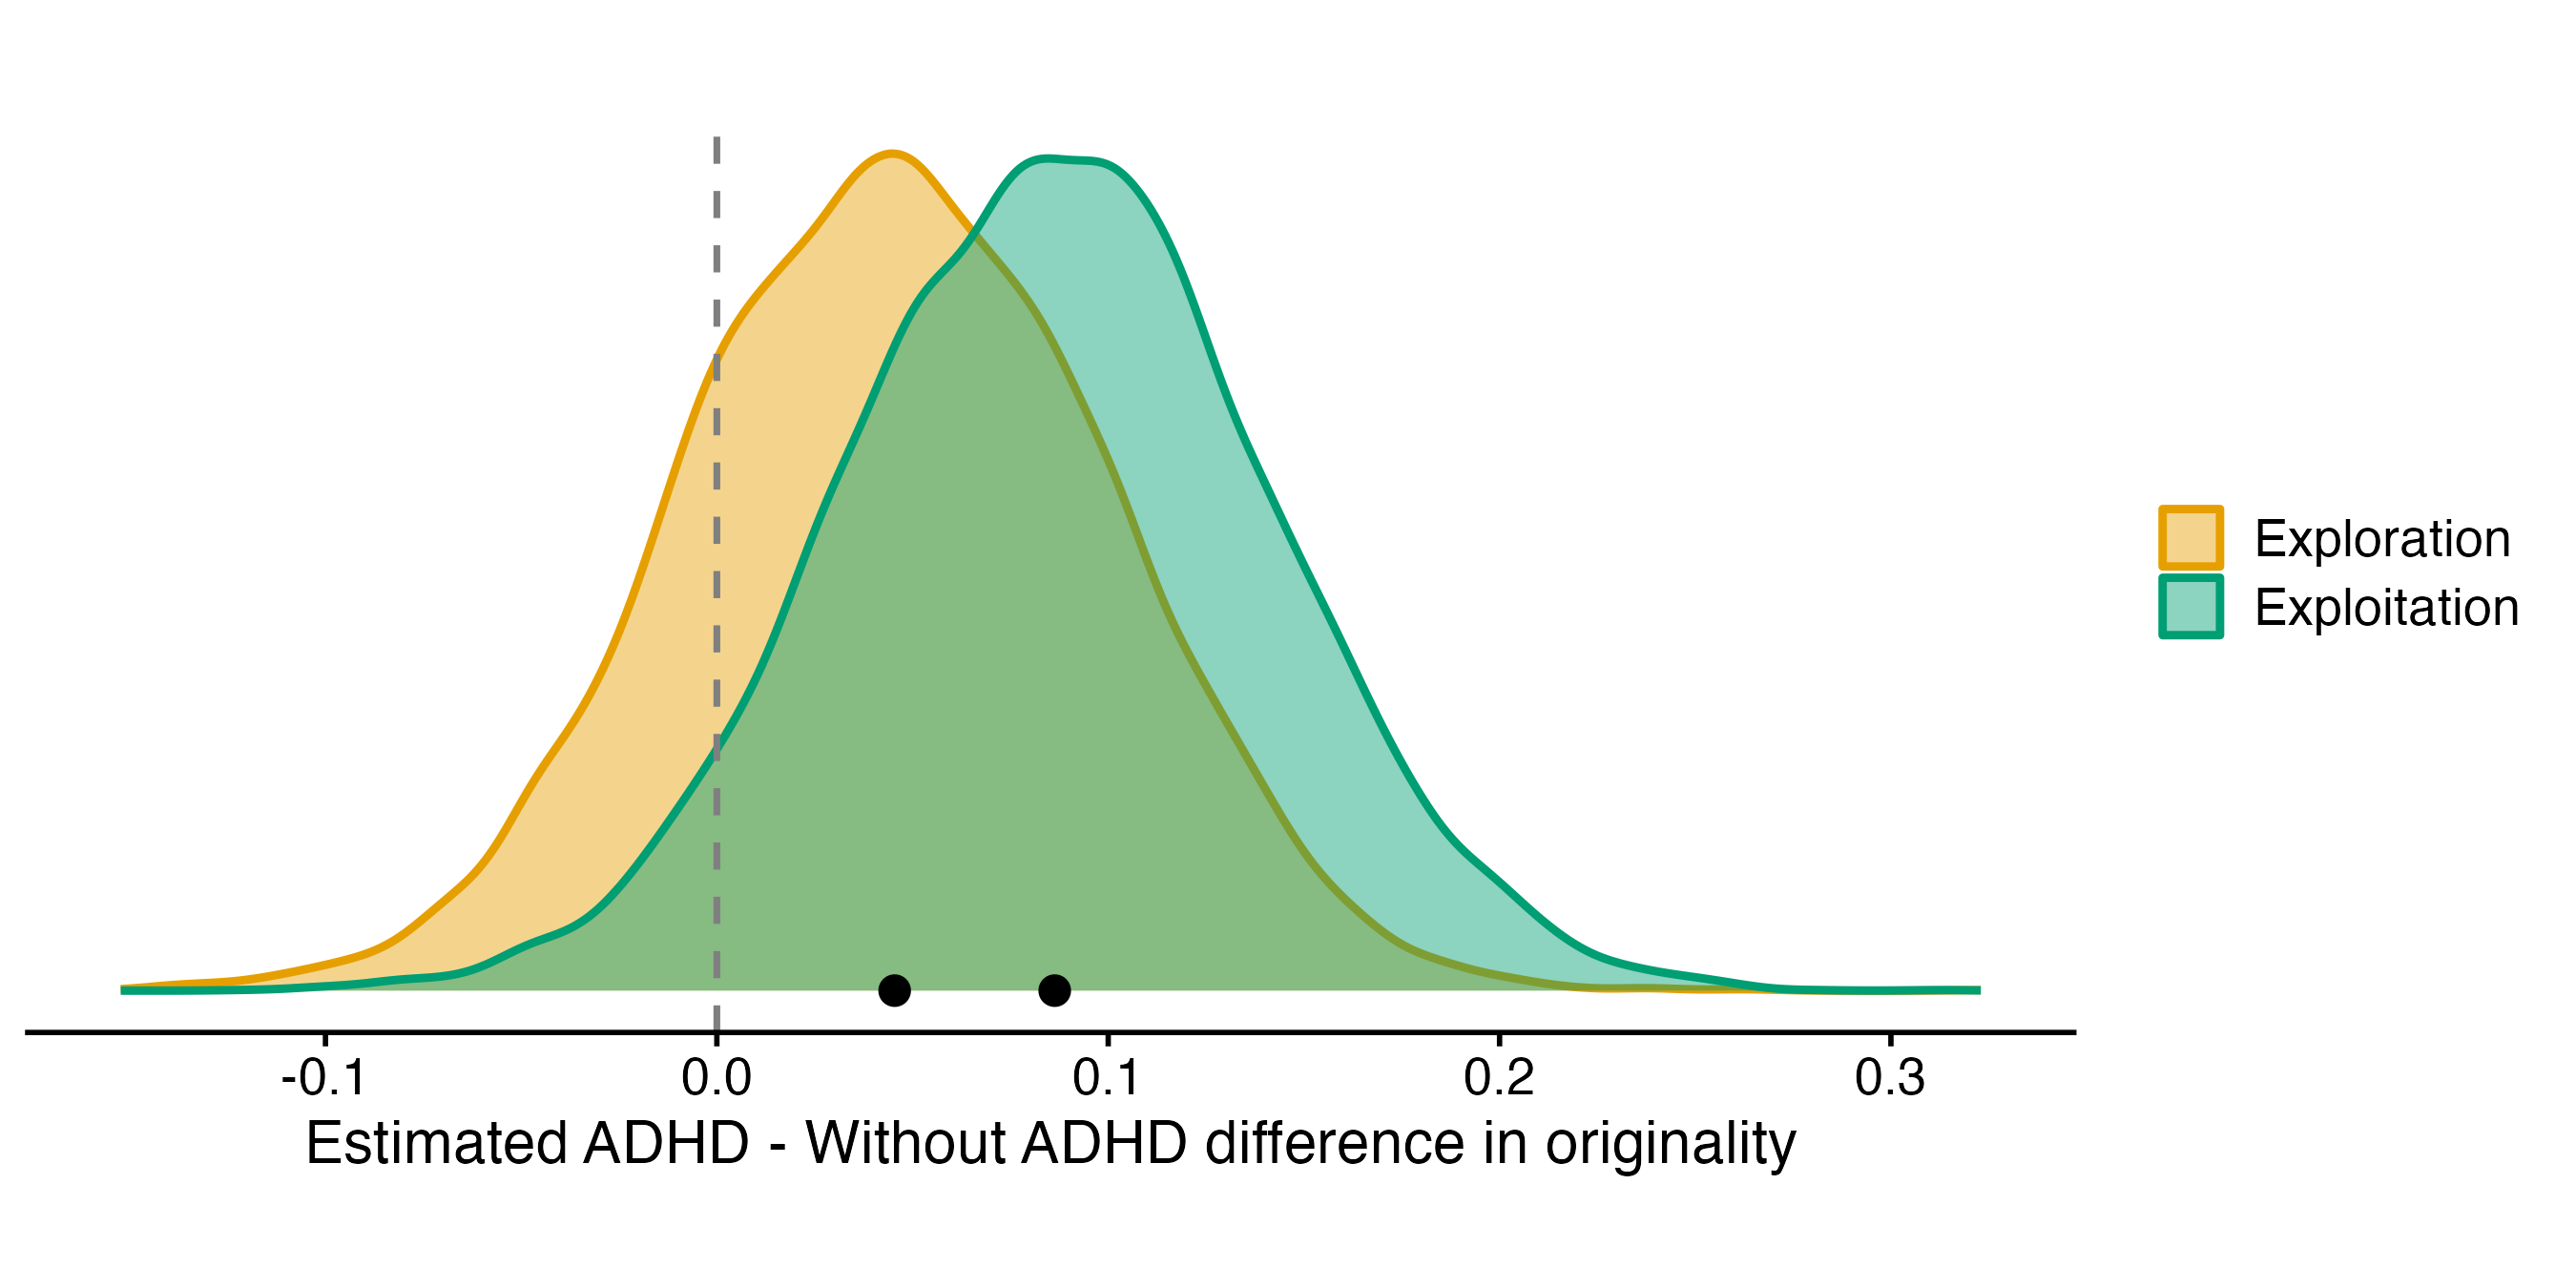 Exploration
Exploitation
-0.1 0.0 0.1 0.2 0.3
Estimated ADHD - Without ADHD difference in originality